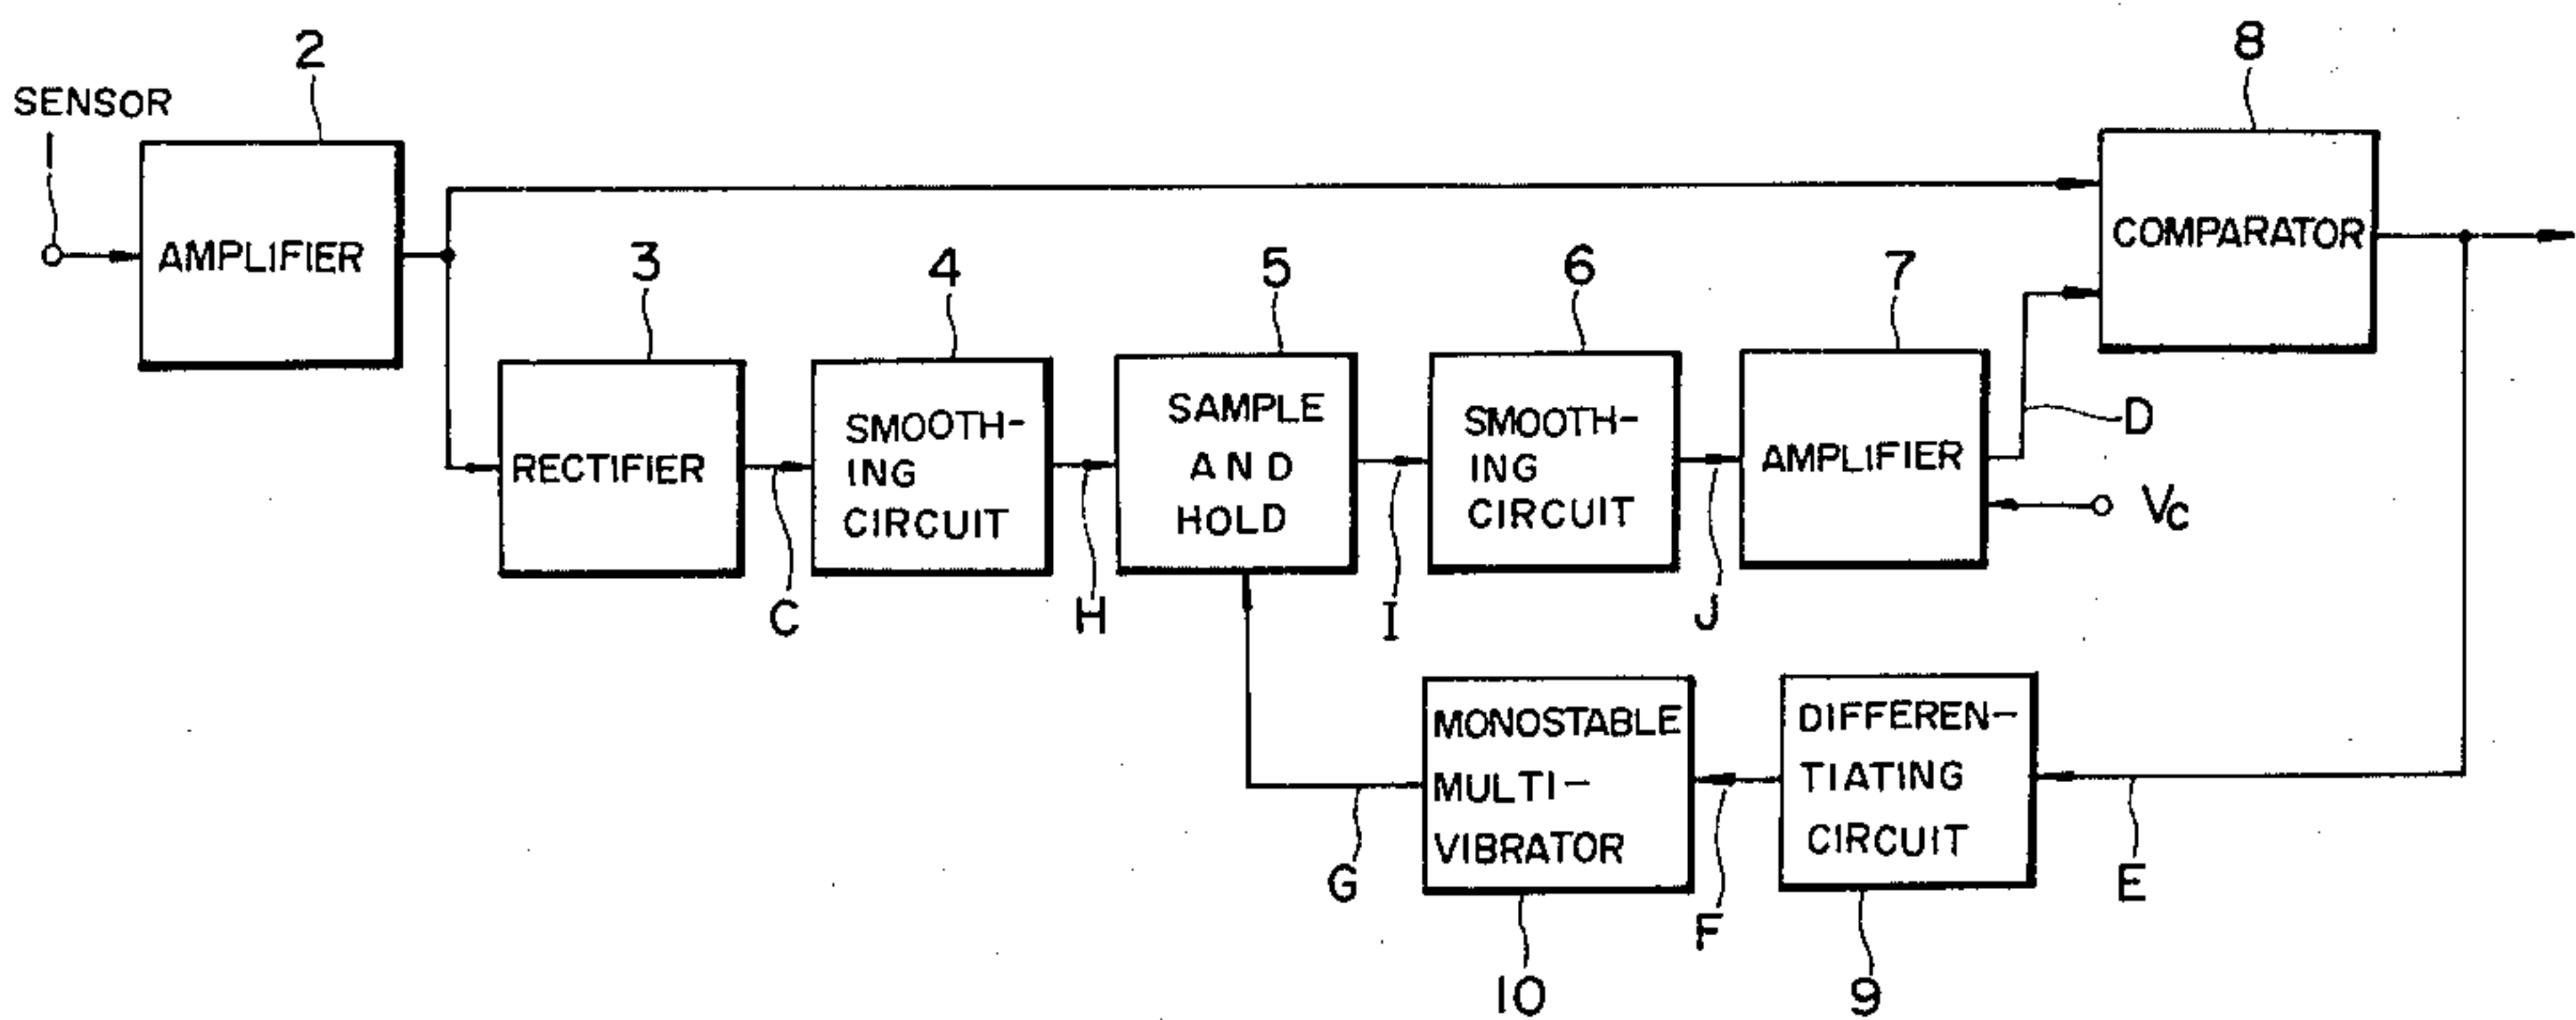 SENSOR
1
2
AMPLIFIER
3
RECTIFIER
C
4
SMOOTH-
ING
CIRCUIT
H
5
SAMPLE
AND
HOLD
I
6
SMOOTH-
ING
CIRCUIT
J
7
AMPLIFIER
D
Vc
8
COMPARATOR
E
DIFFEREN-
TIATING
CIRCUIT
9
F
MONOSTABLE
MULTI-
VIBRATOR
10
G